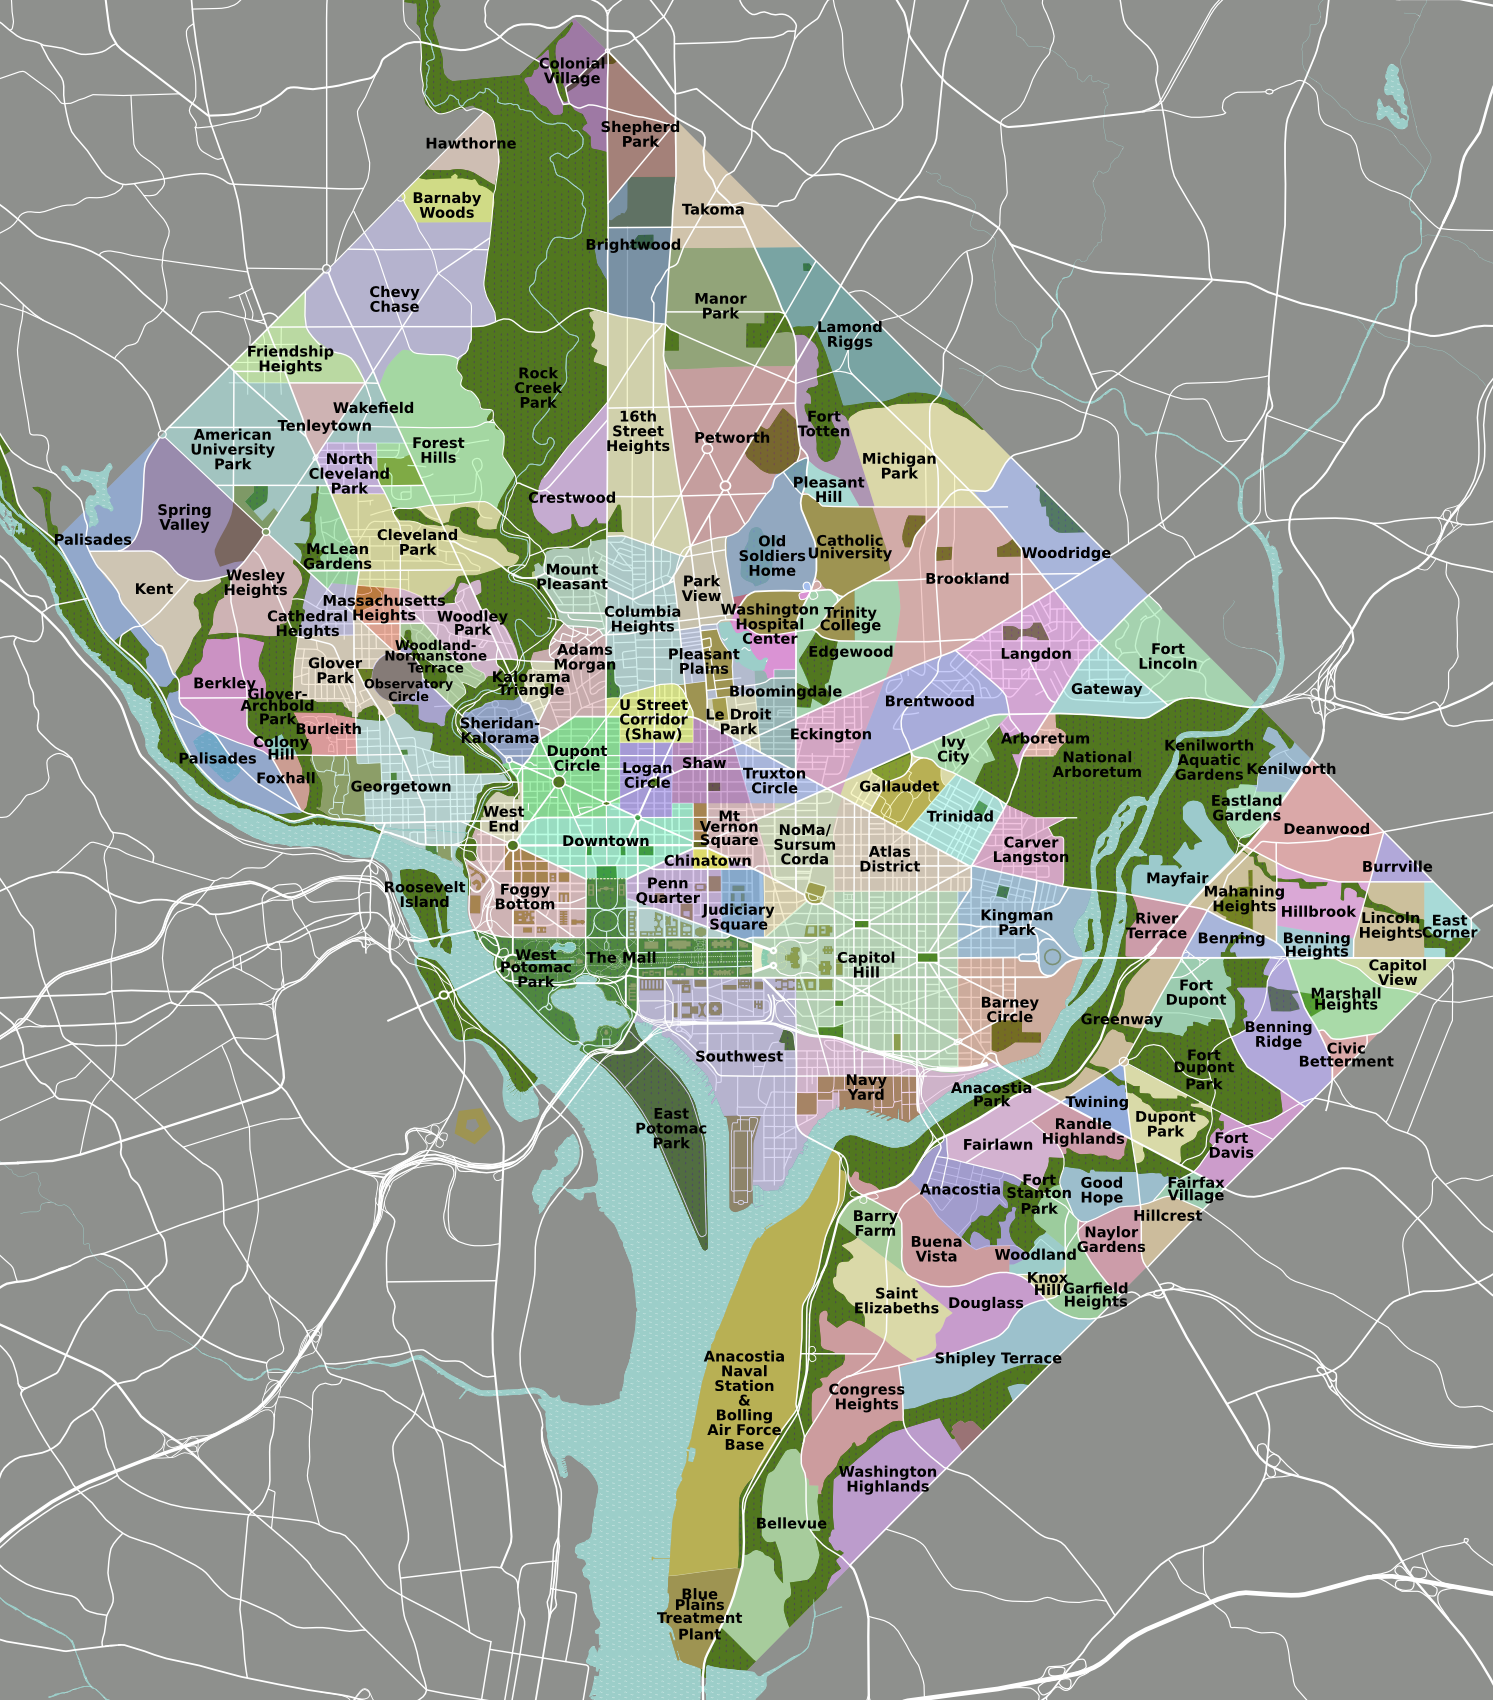 Colonial
Village
Shepherd
Park
Hawthorne
Barnaby
Woods
Takoma
Brightwood
Chevy
Chase
Manor
Park
Lamond
Riggs
Friendship
Heights
Rock
Creek
Park
Wakefield
Tenleytown
16th
Street
Heights
Fort
Totten
Petworth
American
University
Park
Forest
Hills
North
Cleveland
Park
Michigan
Park
Pleasant
Hill
Crestwood
Spring
Valley
Palisades
Cleveland
Park
McLean
Gardens
Old
Soldiers
Home
Catholic
University
Woodridge
Mount
Pleasant
Brookland
Kent
Wesley
Heights
Park
View
Massachusetts
Heights
Cathedral
Heights
Woodley
Park
Columbia
Heights
Washington
Hospital
Center
Trinity
College
Edgewood
Langdon
Fort
Lincoln
Woodland-
Normanstone
Terrace
Adams
Morgan
Pleasant
Plains
Glover
Park
Observatory
Circle
Kalorama
Triangle
Berkley
Glover-
Archbold
Park
Bloomingdale
Brentwood
Gateway
U Street
Corridor
(Shaw)
Le Droit
Park
Burleith
Sheridan-
Kalorama
Eckington
Colony
Hill
Palisades
Foxhall
Ivy
City
Arboretum
National
Arboretum
Kenilworth
Aquatic
Gardens
Kenilworth
Dupont
Circle
Logan
Circle
Shaw
Truxton
Circle
Georgetown
Gallaudet
Trinidad
Eastland
Gardens
Deanwood
West
End
Downtown
Mt
Vernon
Square
NoMa/
Sursum
Corda
Atlas
District
Carver
Langston
Chinatown
Burrville
Mayfair
Roosevelt
Island
Foggy
Bottom
Penn
Quarter
Judiciary
Square
Kingman
Park
Mahaning
Heights
Hillbrook
Lincoln
Heights
East
Corner
River
Terrace
Benning
Benning
Heights
West
Potomac
Park
The Mall
Capitol
Hill
Capitol
View
Fort
Dupont
Marshall
Heights
Barney
Circle
Greenway
Benning
Ridge
Civic
Betterment
Southwest
Fort
Dupont
Park
Navy
Yard
Anacostia
Park
Twining
East
Potomac
Park
Randle
Highlands
Dupont
Park
Fairlawn
Fort
Davis
Anacostia
Fort
Stanton
Park
Good
Hope
Fairfax
Village
Hillcrest
Barry
Farm
Buena
Vista
Naylor
Gardens
Woodland
Knox
Hill
Garfield
Heights
Saint
Elizabeths
Douglass
Shipley Terrace
Anacostia
Naval
Station
&
Bolling
Air Force
Base
Congress
Heights
Washington
Highlands
Bellevue
Blue
Plains
Treatment
Plant